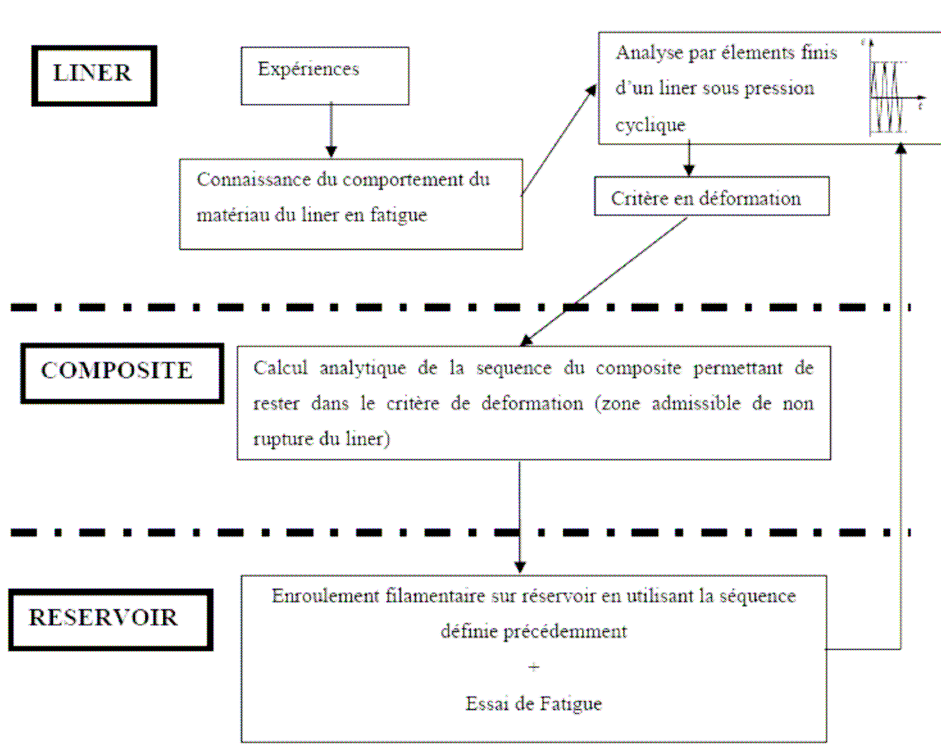 LINER
Expériences
Analyse par élements finis
d'un liner sous pression
cyclique
Connaissance du comportement du
matériau du liner en fatigue
Critère en déformation
COMPOSITE
Calcul analytique de la sequence du composite permettant de
rester dans le critère de deformation (zone admissible de non
rupture du liner)
RESERVOIR
Enroulement filamentaire sur réservoir en utilisant la séquence
définie précédemment
+
Essai de Fatigue